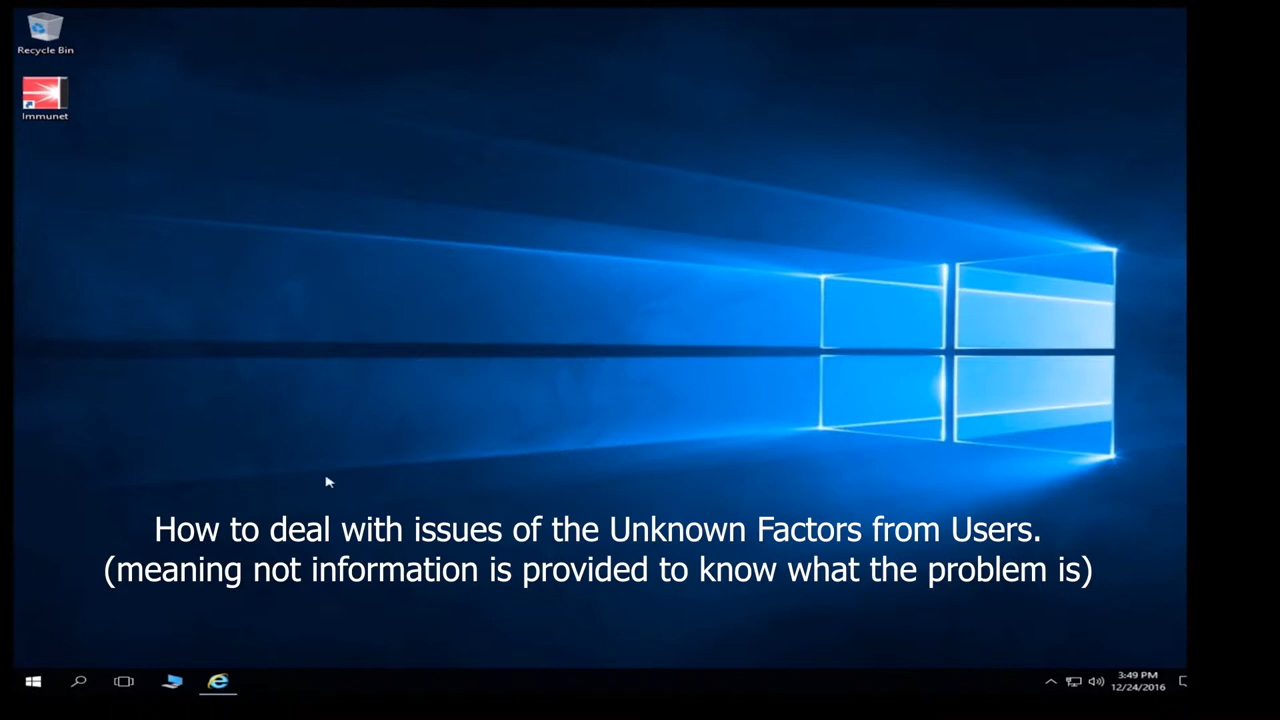 Recycle Bin
Immunet
How to deal with issues of the Unknown Factors from Users.
(meaning not information is provided to know what the problem is)
3:49 PM
12/24/2016